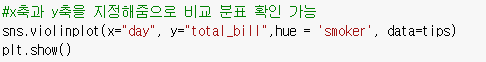 #x축과 y축을 지정해줌으로 비교 분표 확인 가능
sns.violinplot(x="day", y="total_bill",hue = 'smoker', data=tips)
plt.show()